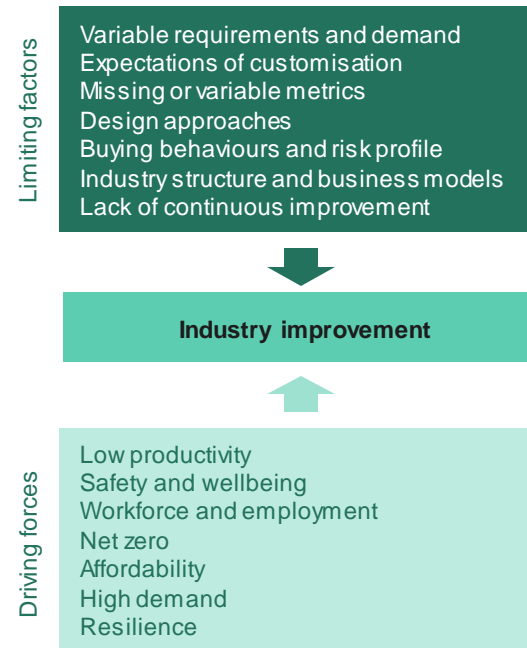 Limiting factors
Variable requirements and demand
Expectations of customisation
Missing or variable metrics
Design approaches
Buying behaviours and risk profile
Industry structure and business models
Lack of continuous improvement
Industry improvement
Driving forces
Low productivity
Safety and wellbeing
Workforce and employment
Net zero
Affordability
High demand
Resilience